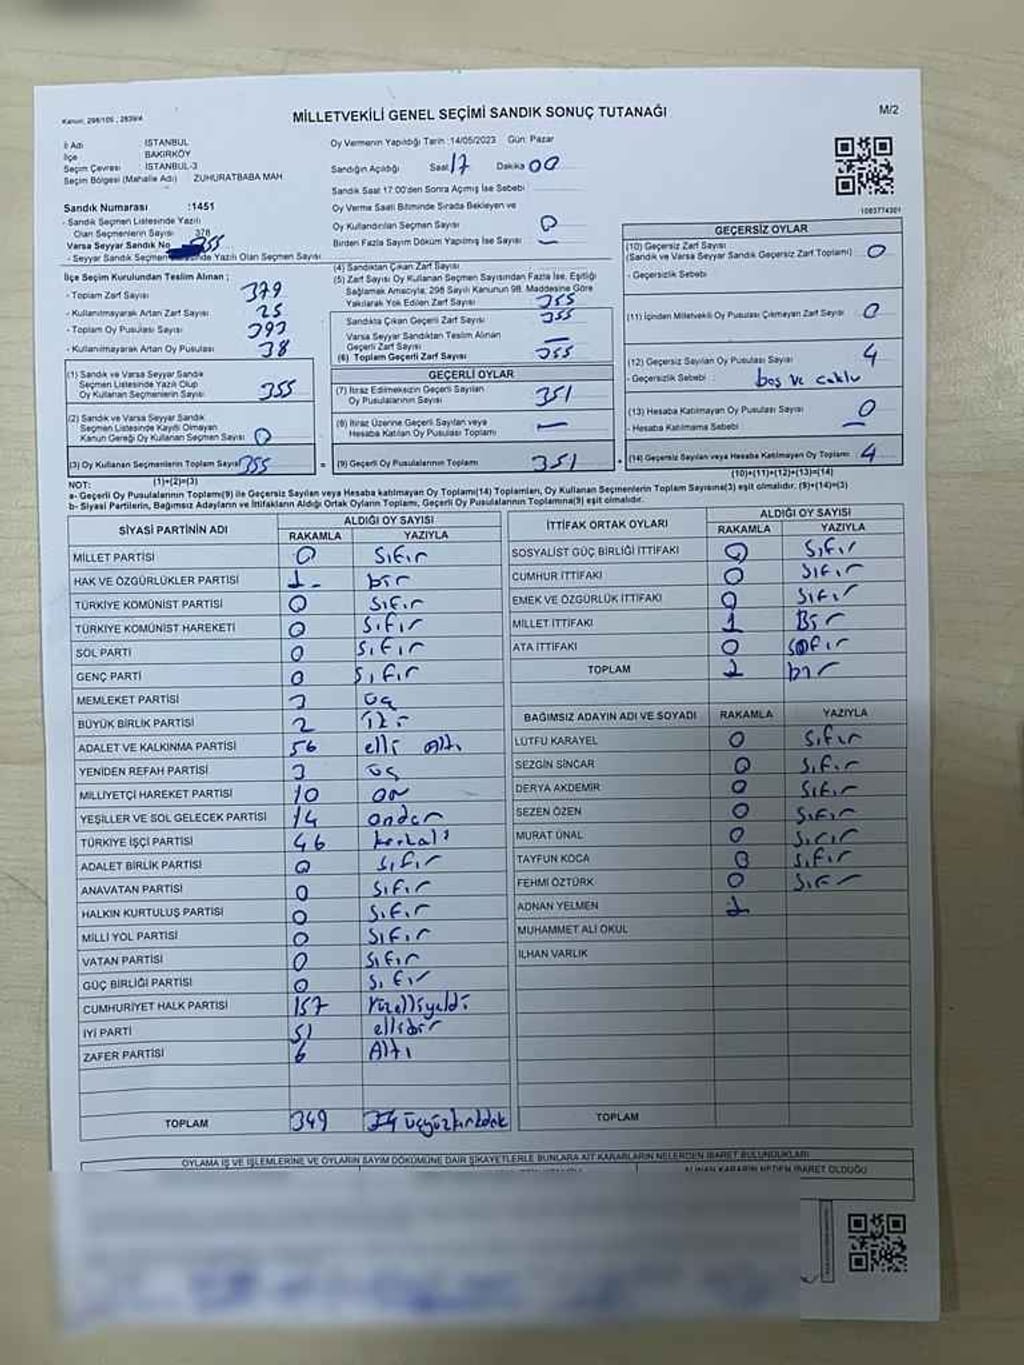 Kanun: 298/105 , 2839/4
MİLLETVEKİLİ GENEL SEÇİMİ SANDIK SONUÇ TUTANAĞI
M/2
İl Adı : İSTANBUL
İlçe : BAKIRKÖY
Seçim Çevresi : İSTANBUL-3
Seçim Bölgesi (Mahalle Adı) : ZUHURATBABA MAH.
Sandık Numarası :1451
- Sandık Seçmen Listesinde Yazılı
Olan Seçmenlerin Sayısı : 378
Varsa Seyyar Sandık No 355
- Seyyar Sandık Seçmen nde Yazılı Olan Seçmen Sayısı
Oy Vermenin Yapıldığı Tarih :14/05/2023 Gün: Pazar
Sandığın Açıldığı Saat 17 Dakika 00
Sandık Saat 17:00'den Sonra Açılmış İse Sebebi
Oy Verme Saati Bitiminde Sırada Bekleyen ve
Oy Kullandırılan Seçmen Sayısı 0
Birden Fazla Sayım Döküm Yapılmış İse Sayısı —
1083774301
İlçe Seçim Kurulundan Teslim Alınan ;
- Toplam Zarf Sayısı 379
- Kullanılmayarak Artan Zarf Sayısı 25
- Toplam Oy Pusulası Sayısı 393
- Kullanılmayarak Artan Oy Pusulası 38
(1) Sandık ve Varsa Seyyar Sandık
Seçmen Listesinde Yazılı Olup
Oy Kullanan Seçmenlerin Sayısı 355
(2) Sandık ve Varsa Seyyar Sandık
Seçmen Listesinde Kayıtlı Olmayan
Kanun Gereği Oy Kullanan Seçmen Sayısı 0
(3) Oy Kullanan Seçmenlerin Toplam Sayısı 355
(1)+(2)=(3)
(4) Sandıktan Çıkan Zarf Sayısı
(5) Zarf Sayısı Oy Kullanan Seçmen Sayısından Fazla İse, Eşitliği
Sağlamak Amacıyla, 298 Sayılı Kanunun 98. Maddesine Göre
Yakılarak Yok Edilen Zarf Sayısı 355
Sandıkta Çıkan Geçerli Zarf Sayısı 355
Varsa Seyyar Sandıktan Teslim Alınan
Geçerli Zarf Sayısı —
(6) Toplam Geçerli Zarf Sayısı 355
GEÇERLİ OYLAR
(7) İtiraz Edilmeksizin Geçerli Sayılan
Oy Pusulalarının Sayısı 351
(8) İtiraz Üzerine Geçerli Sayılan veya
Hesaba Katılan Oy Pusulası Toplamı —
= (9) Geçerli Oy Pusulalarının Toplamı 351
GEÇERSİZ OYLAR
(10) Geçersiz Zarf Sayısı
(Sandık ve Varsa Seyyar Sandık Geçersiz Zarf Toplamı) 0
- Geçersizlik Sebebi
(11) İçinden Milletvekili Oy Pusulası Çıkmayan Zarf Sayısı 0
(12) Geçersiz Sayılan Oy Pusulası Sayısı 4
- Geçersizlik Sebebi : boş ve
(13) Hesaba Katılmayan Oy Pusulası Sayısı 0
- Hesaba Katılmama Sebebi —
+ (14) Geçersiz Sayılan veya Hesaba Katılmayan Oy Toplamı 4
(10)+(11)+(12)+(13)=(14)
NOT:
a- Geçerli Oy Pusulalarının Toplamı(9) ile Geçersiz Sayılan veya Hesaba katılmayan Oy Toplamı(14) Toplamları, Oy Kullanan Seçmenlerin Toplam Sayısına(3) eşit olmalıdır. (9)+(14)=(3)
b- Siyasi Partilerin, Bağımsız Adayların ve İttifakların Aldığı Ortak Oyların Toplamı, Geçerli Oy Pusulalarının Toplamına(9) eşit olmalıdır.
SİYASİ PARTİNİN ADI ALDIĞI OY SAYISI
RAKAMLA YAZIYLA
MİLLET PARTİSİ 0 Sıfır
HAK VE ÖZGÜRLÜKLER PARTİSİ 1- bir
TÜRKİYE KOMÜNİST PARTİSİ 0 Sıfır
TÜRKİYE KOMÜNİST HAREKETİ 0 Sıfır
SOL PARTİ 0 Sıfır
GENÇ PARTİ 0 Sıfır
MEMLEKET PARTİSİ 3 üç
BÜYÜK BİRLİK PARTİSİ 2 İki
ADALET VE KALKINMA PARTİSİ 56 elli Altı
YENİDEN REFAH PARTİSİ 3 üç
MİLLİYETÇİ HAREKET PARTİSİ 10 on
YEŞİLLER VE SOL GELECEK PARTİSİ 14
TÜRKİYE İŞÇİ PARTİSİ 46
ADALET BİRLİK PARTİSİ 0 Sıfır
ANAVATAN PARTİSİ 0 Sıfır
HALKIN KURTULUŞ PARTİSİ 0 Sıfır
MİLLİ YOL PARTİSİ 0 Sıfır
VATAN PARTİSİ 0 Sıfır
GÜÇ BİRLİĞİ PARTİSİ 0 Sıfır
CUMHURİYET HALK PARTİSİ 157 Yüzelliyedi
İYİ PARTİ 51 ellibir
ZAFER PARTİSİ 6 Altı
TOPLAM 349
İTTİFAK ORTAK OYLARI ALDIĞI OY SAYISI
RAKAMLA YAZIYLA
SOSYALİST GÜÇ BİRLİĞİ İTTİFAKI 0 Sıfır
CUMHUR İTTİFAKI 0 Sıfır
EMEK VE ÖZGÜRLÜK İTTİFAKI 0 Sıfır
MİLLET İTTİFAKI 1 Bir
ATA İTTİFAKI 0 sıfır
TOPLAM 1 bir
BAĞIMSIZ ADAYIN ADI VE SOYADI RAKAMLA YAZIYLA
LÜTFÜ KARAYEL 0 Sıfır
SEZGİN SİNCAR 0 Sıfır
DERYA AKDEMİR 0 Sıfır
SEZEN ÖZEN 0 Sıfır
MURAT ÜNAL 0 Sıfır
TAYFUN KOCA 0 Sıfır
FEHMİ ÖZTÜRK 0 Sıfır
ADNAN YELMEN 1
MUHAMMET ALİ OKUL
İLHAN VARLIK
TOPLAM
OYLAMA İŞ VE İŞLEMLERİNE VE OYLARIN SAYIM DÖKÜMÜNE DAİR ŞİKAYETLERLE BUNLARA AİT KARARLARIN NELERDEN İBARET BULUNDUKLARI
ALINAN KARARIN NEDEN İBARET OLDUĞU